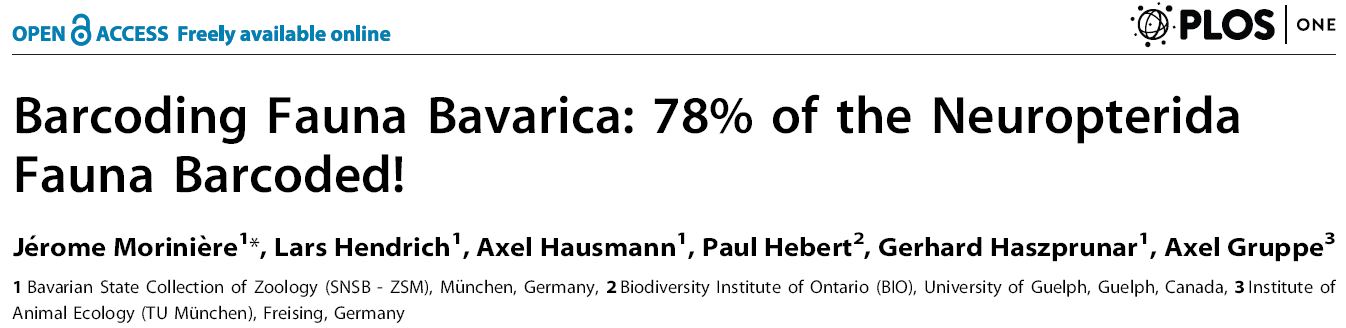 OPEN ACCESS Freely available online
PLOS ONE
Barcoding Fauna Bavarica: 78% of the Neuropterida
Fauna Barcoded!
Jérome Morinière1*, Lars Hendrich1, Axel Hausmann1, Paul Hebert2, Gerhard Haszprunar1, Axel Gruppe3
1 Bavarian State Collection of Zoology (SNSB - ZSM), München, Germany, 2 Biodiversity Institute of Ontario (BIO), University of Guelph, Guelph, Canada, 3 Institute of
Animal Ecology (TU München), Freising, Germany